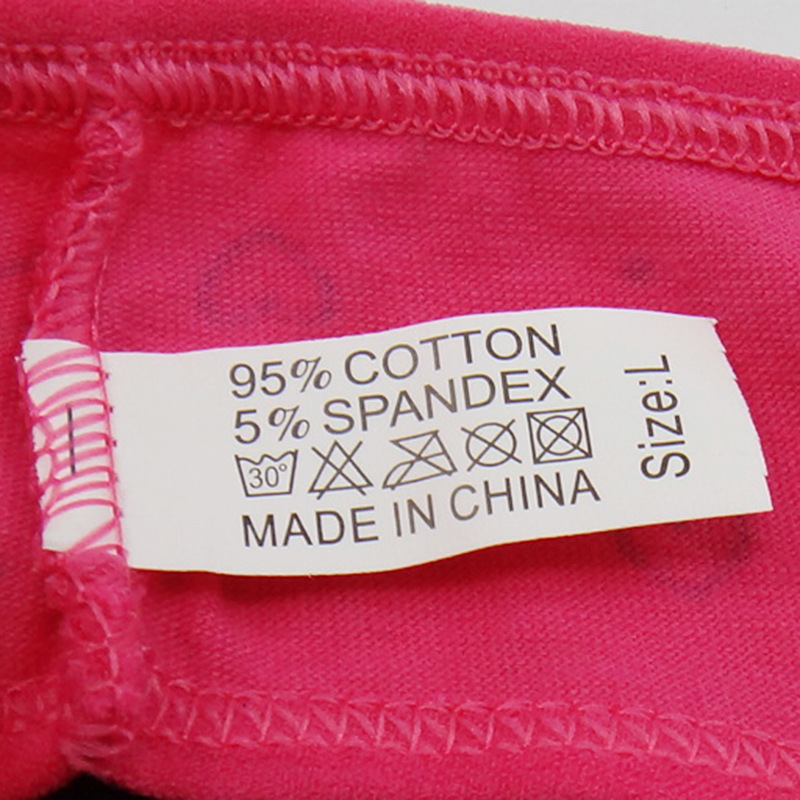 95% COTTON
5% SPANDEX
30°
MADE IN CHINA
Size:L